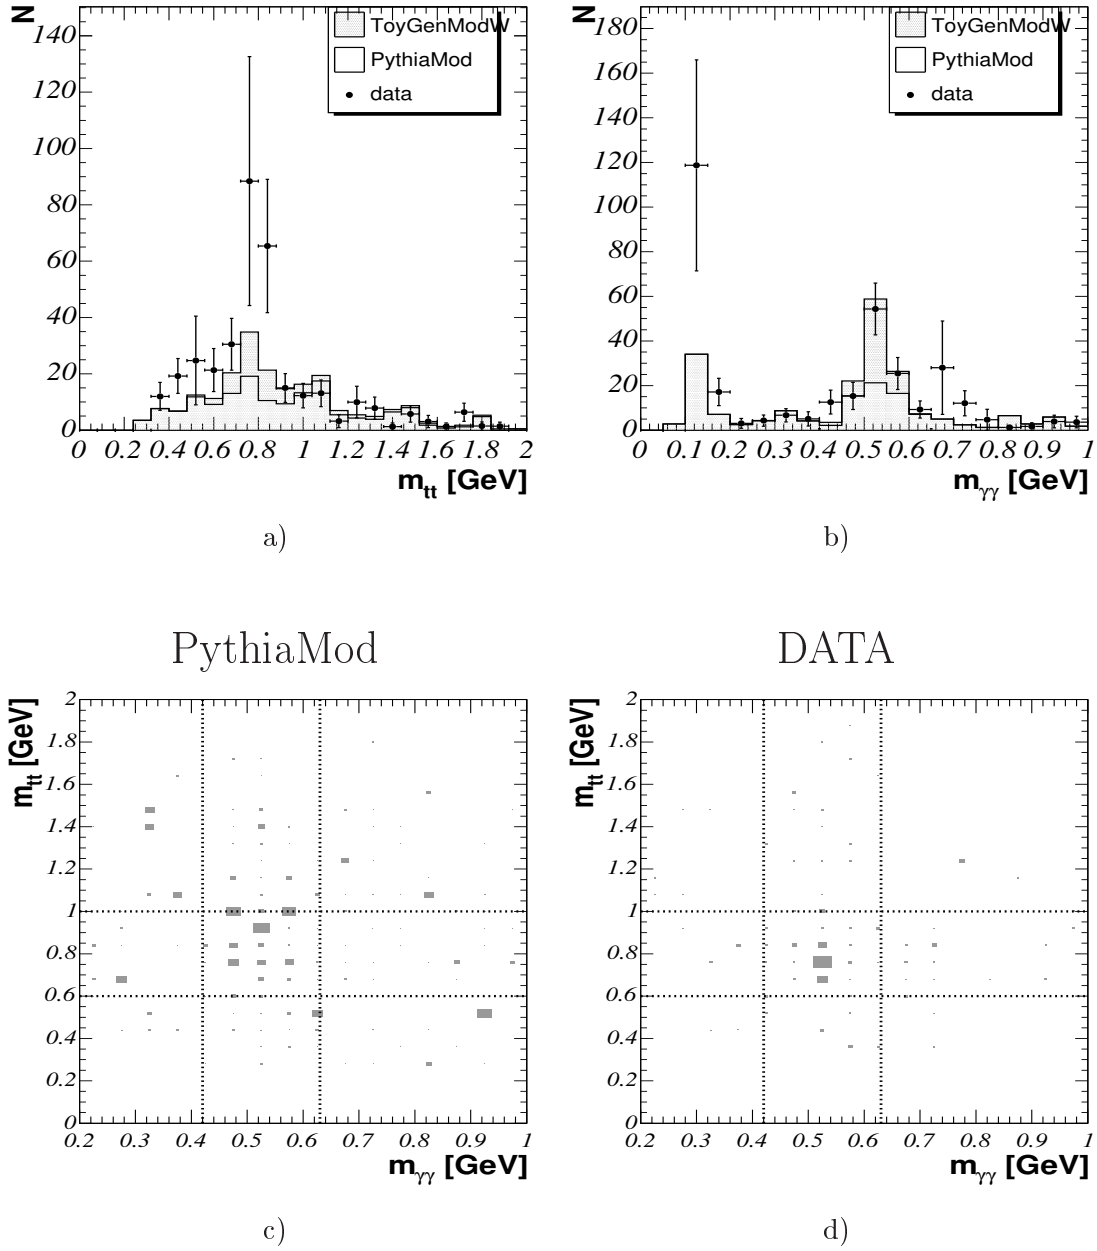 N
140
120
100
80
60
40
20
0
ToyGenModW
PythiaMod
data
0 0.2 0.4 0.6 0.8 1 1.2 1.4 1.6 1.8 2
m_tt [GeV]
a)
N
180
160
140
120
100
80
60
40
20
0
ToyGenModW
PythiaMod
data
0 0.1 0.2 0.3 0.4 0.5 0.6 0.7 0.8 0.9 1
m_γγ [GeV]
b)
PythiaMod
m_tt [GeV]
2
1.8
1.6
1.4
1.2
1
0.8
0.6
0.4
0.2
0
0.2 0.3 0.4 0.5 0.6 0.7 0.8 0.9 1
m_γγ [GeV]
c)
DATA
m_tt [GeV]
2
1.8
1.6
1.4
1.2
1
0.8
0.6
0.4
0.2
0
0.2 0.3 0.4 0.5 0.6 0.7 0.8 0.9 1
m_γγ [GeV]
d)